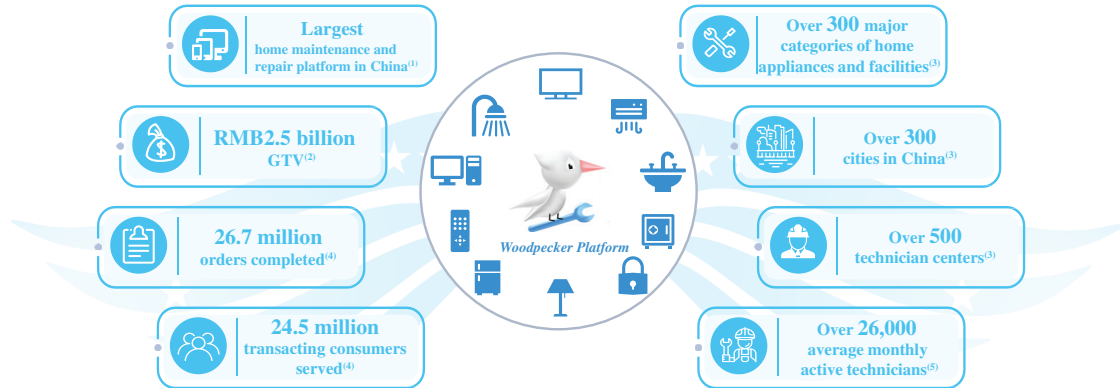 Largest
home maintenance and
repair platform in China(1)
RMB2.5 billion
GTV(2)
26.7 million
orders completed(4)
24.5 million
transacting consumers
served(4)
Woodpecker Platform
Over 300 major
categories of home
appliances and facilities(3)
Over 300
cities in China(3)
Over 500
technician centers(3)
Over 26,000
average monthly
active technicians(5)